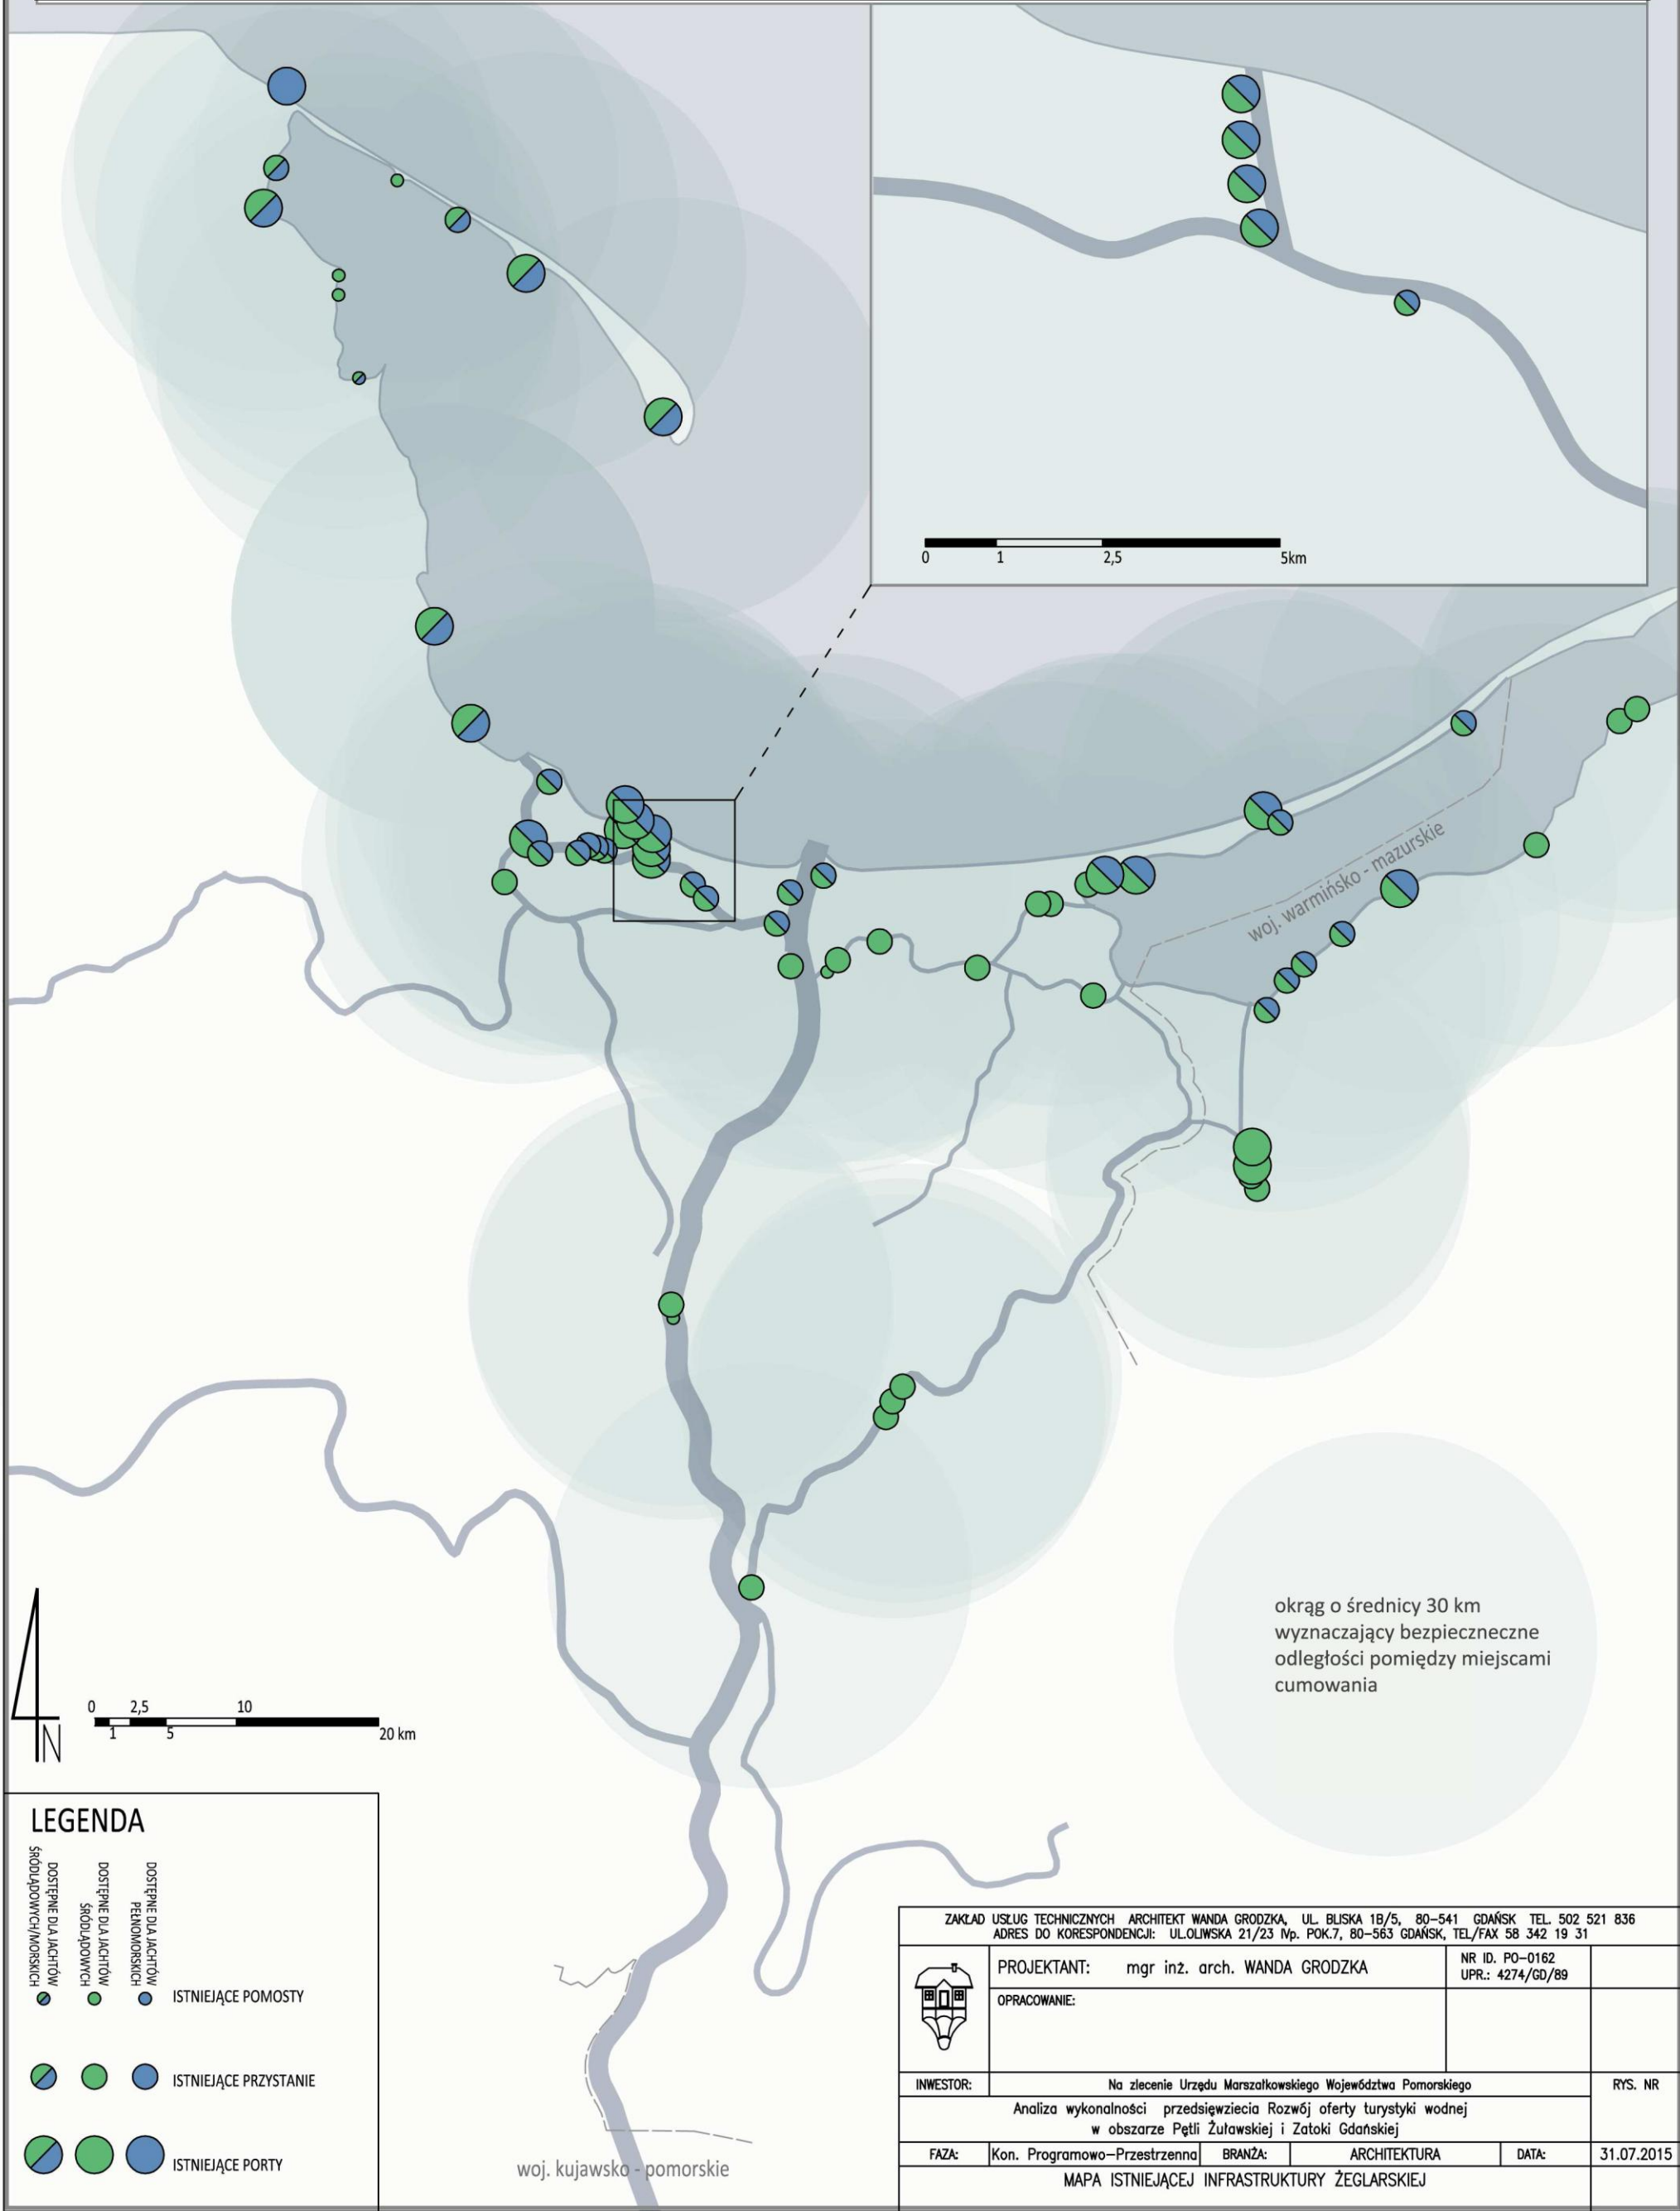 0 1 2,5 5km
woj. warmińsko - mazurskie
okrąg o średnicy 30 km
wyznaczający bezpieczneczne
odległości pomiędzy miejscami
cumowania
0 2,5 10
1 5 20 km
N
LEGENDA
DOSTĘPNE DLA JACHTÓW
ŚRÓDLĄDOWYCH/MORSKICH
DOSTĘPNE DLA JACHTÓW
ŚRÓDLĄDOWYCH
DOSTĘPNE DLA JACHTÓW
PEŁNOMORSKICH
ISTNIEJĄCE POMOSTY
ISTNIEJĄCE PRZYSTANIE
ISTNIEJĄCE PORTY
woj. kujawsko - pomorskie
ZAKŁAD USŁUG TECHNICZNYCH ARCHITEKT WANDA GRODZKA, UL. BLISKA 1B/5, 80-541 GDAŃSK TEL. 502 521 836
ADRES DO KORESPONDENCJI: UL.OLIWSKA 21/23 IVp. POK.7, 80-563 GDAŃSK, TEL/FAX 58 342 19 31
PROJEKTANT: mgr inż. arch. WANDA GRODZKA
NR ID. PO-0162
UPR.: 4274/GD/89
OPRACOWANIE:
INWESTOR: Na zlecenie Urzędu Marszałkowskiego Województwa Pomorskiego RYS. NR
Analiza wykonalności przedsięwziecia Rozwój oferty turystyki wodnej
w obszarze Pętli Żuławskiej i Zatoki Gdańskiej
FAZA: Kon. Programowo-Przestrzenna BRANŻA: ARCHITEKTURA DATA: 31.07.2015
MAPA ISTNIEJĄCEJ INFRASTRUKTURY ŻEGLARSKIEJ